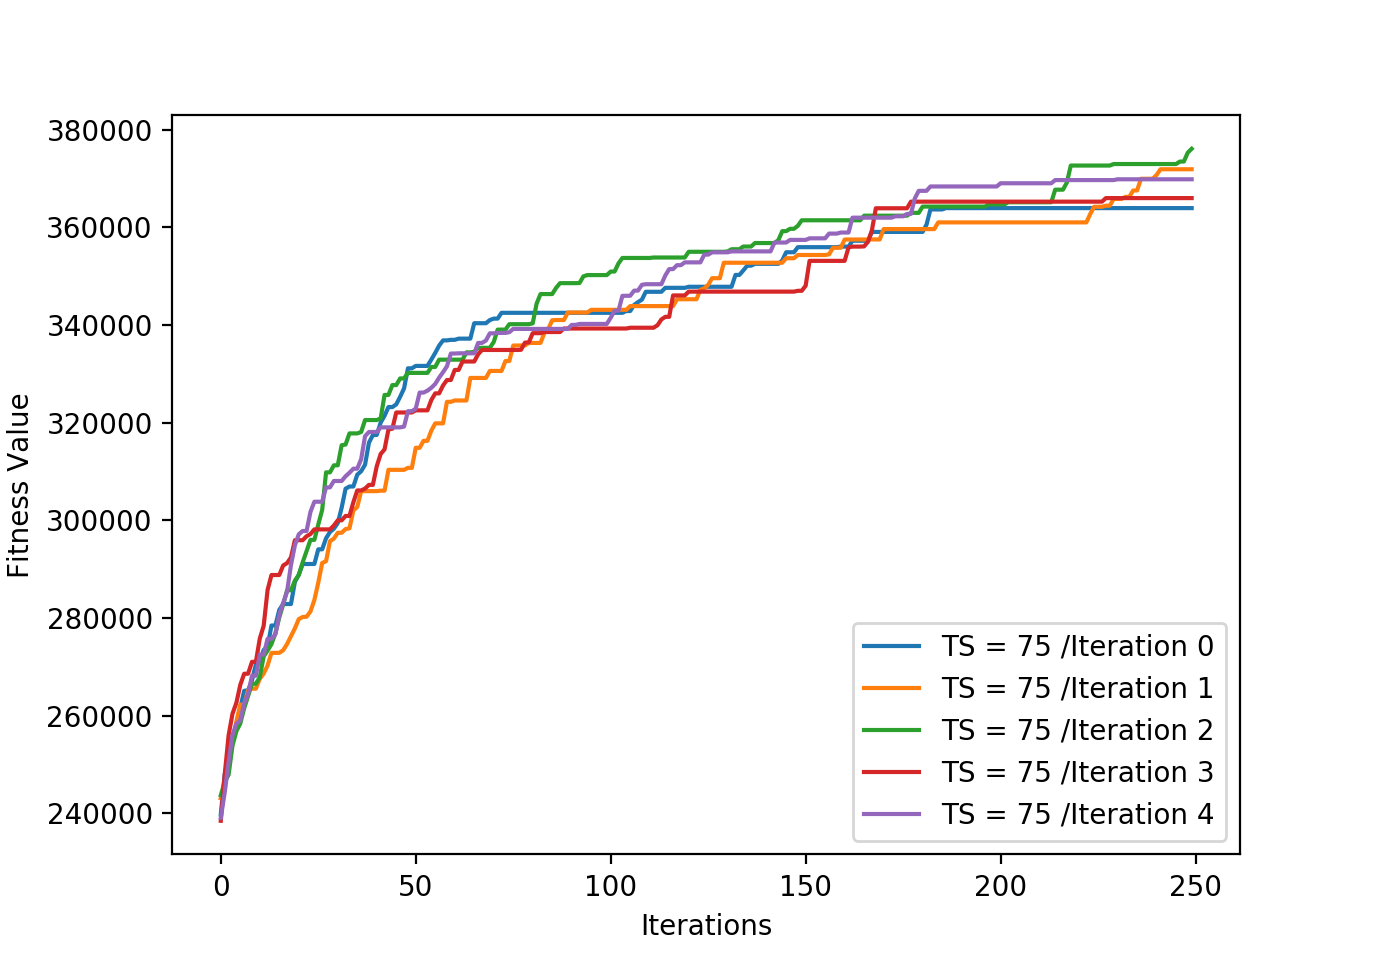 380000
360000
340000
320000
300000
280000
260000
240000
Fitness Value
0
50
100
150
200
250
Iterations
TS = 75 /Iteration 0
TS = 75 /Iteration 1
TS = 75 /Iteration 2
TS = 75 /Iteration 3
TS = 75 /Iteration 4